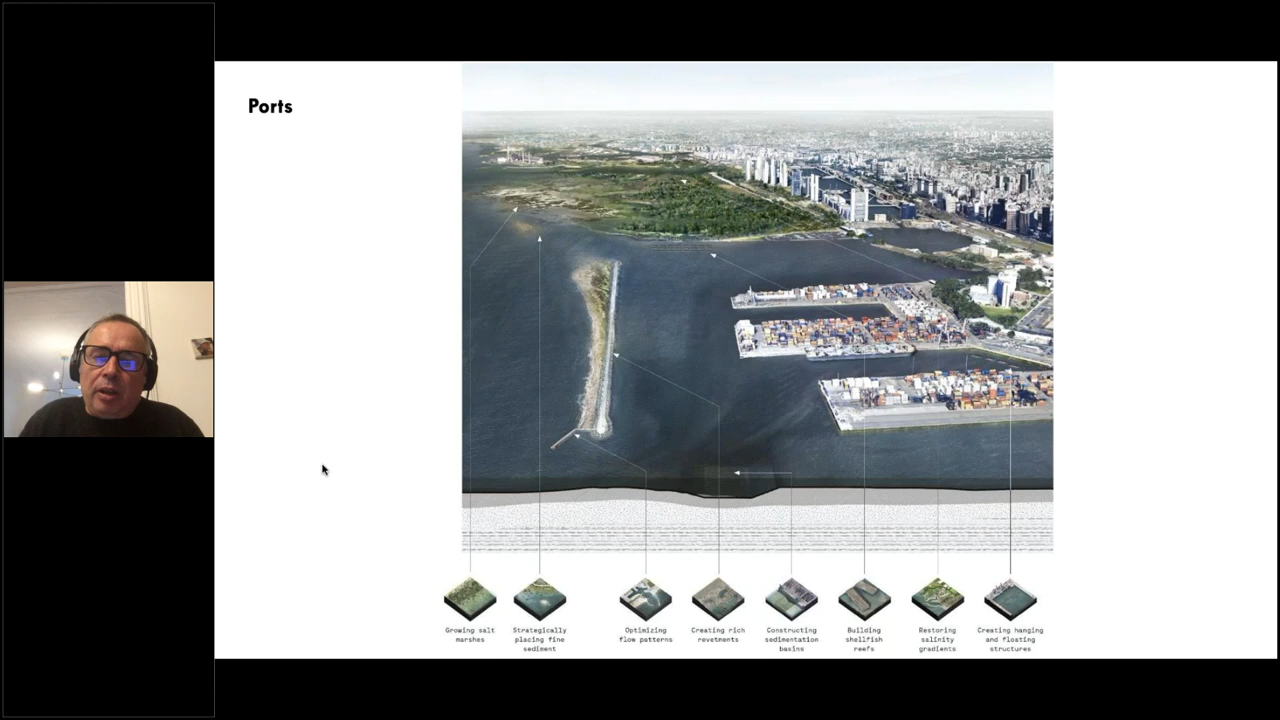 Ports
Growing salt
marshes
Strategically
placing fine
sediment
Optimizing
flow patterns
Creating rich
revetments
Constructing
sedimentation
basins
Building
shellfish
reefs
Restoring
salinity
gradients
Creating hanging
and floating
structures